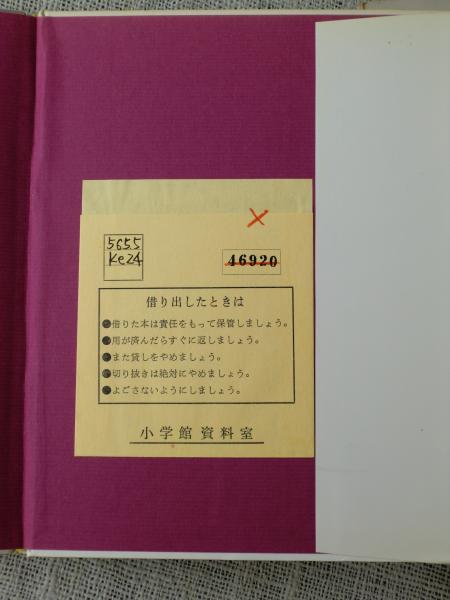 5655
Ke24
46920
借り出したときは
●借りた本は責任をもって保管しましょう。
●用が済んだらすぐに返しましょう。
●また貸しをやめましょう。
●切り抜きは絶対にやめましょう。
●よごさないようにしましょう。
小学館 資料室